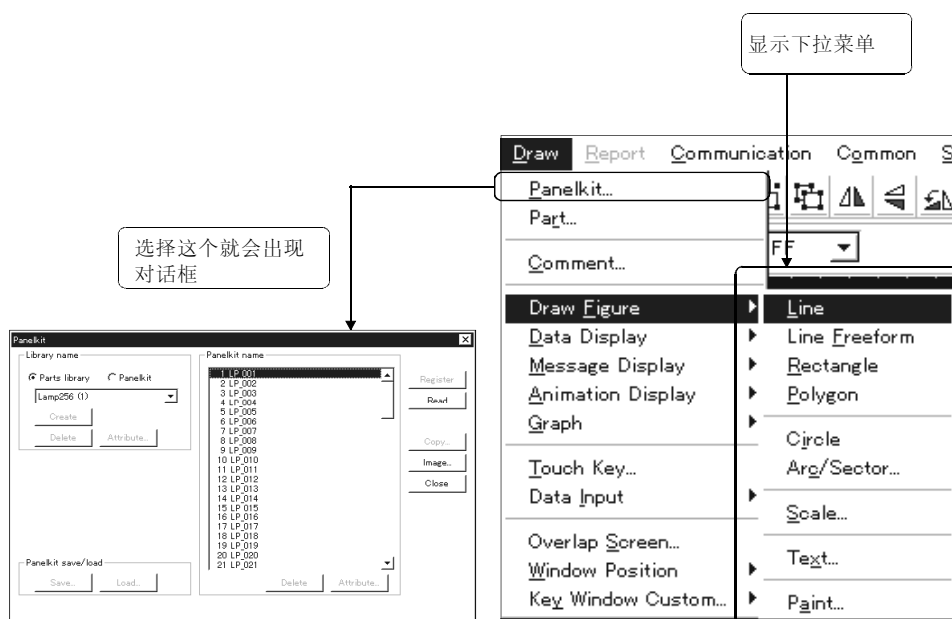 显示下拉菜单
Draw Report Communication Common S
Panelkit...
Part...
FF
Comment...
选择这个就会出现
对话框
Draw Figure
Data Display
Message Display
Animation Display
Graph
Touch Key...
Data Input
Overlap Screen...
Window Position
Key Window Custom...
Line
Line Freeform
Rectangle
Polygon
Circle
Arc/Sector...
Scale...
Text...
Paint...
Panelkit
Library name
Parts library Panelkit
Lamp256 (1)
Create
Delete Attribute...
Panelkit save/load
Save... Load...
Panelkit name
1 LP_001
2 LP_002
3 LP_003
4 LP_004
5 LP_005
6 LP_006
7 LP_007
8 LP_008
9 LP_009
10 LP_010
11 LP_011
12 LP_012
13 LP_013
14 LP_014
15 LP_015
16 LP_016
17 LP_017
18 LP_018
19 LP_019
20 LP_020
21 LP_021
Delete Attribute...
Register
Read
Copy...
Image...
Close